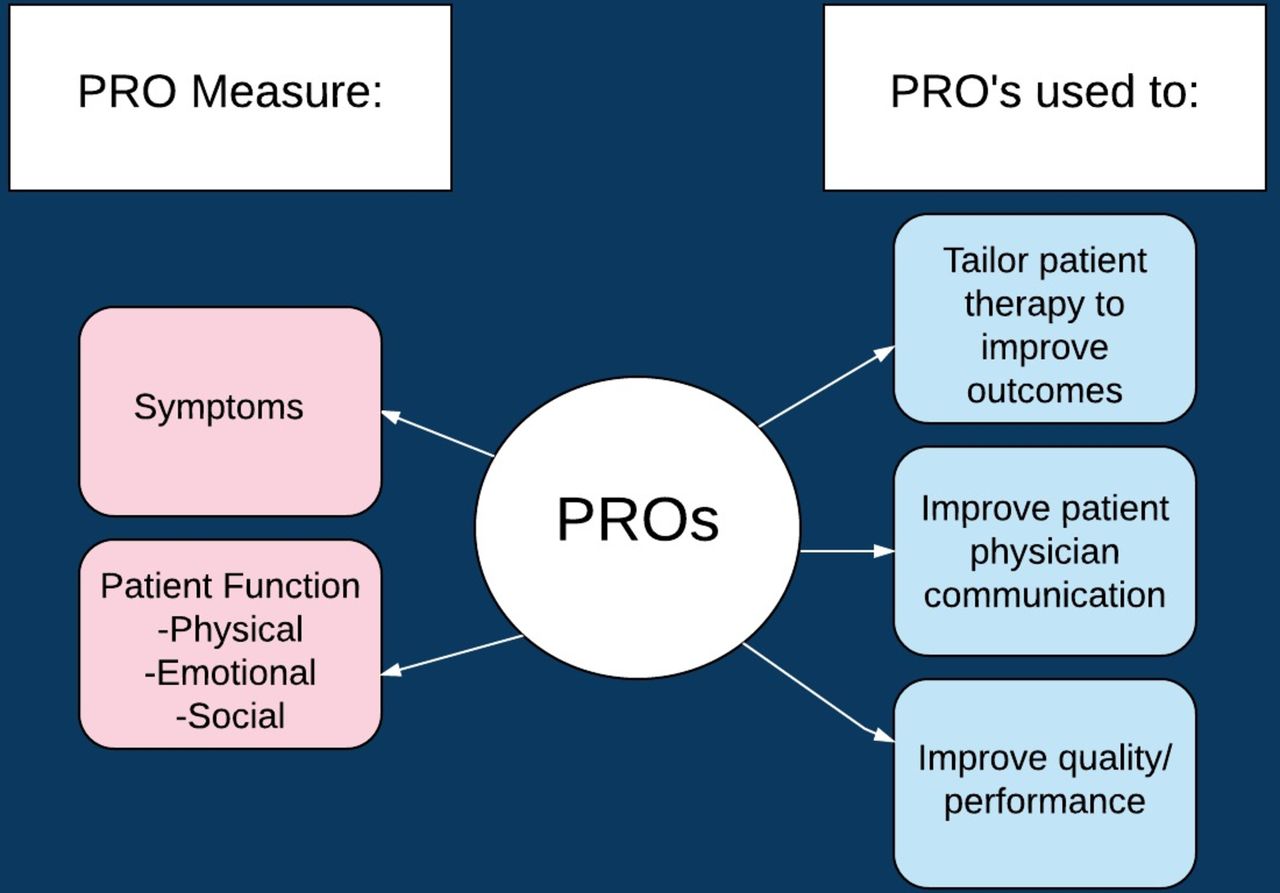 PRO Measure:
PRO's used to:
Symptoms
Patient Function
-Physical
-Emotional
-Social
PROs
Tailor patient
therapy to
improve
outcomes
Improve patient
physician
communication
Improve quality/
performance